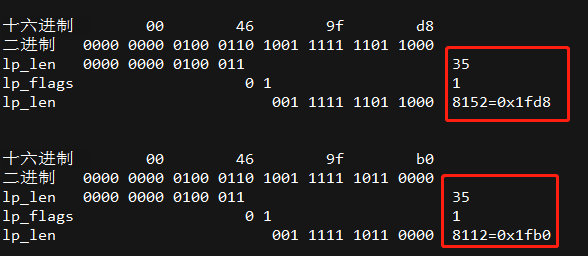 十六进制 00 46 9f d8
二进制 0000 0000 0100 0110 1001 1111 1101 1000
lp_len 0000 0000 0100 011 35
lp_flags 0 1 1
lp_len 001 1111 1101 1000 8152=0x1fd8
十六进制 00 46 9f b0
二进制 0000 0000 0100 0110 1001 1111 1011 0000
lp_len 0000 0000 0100 011 35
lp_flags 0 1 1
lp_len 001 1111 1011 0000 8112=0x1fb0